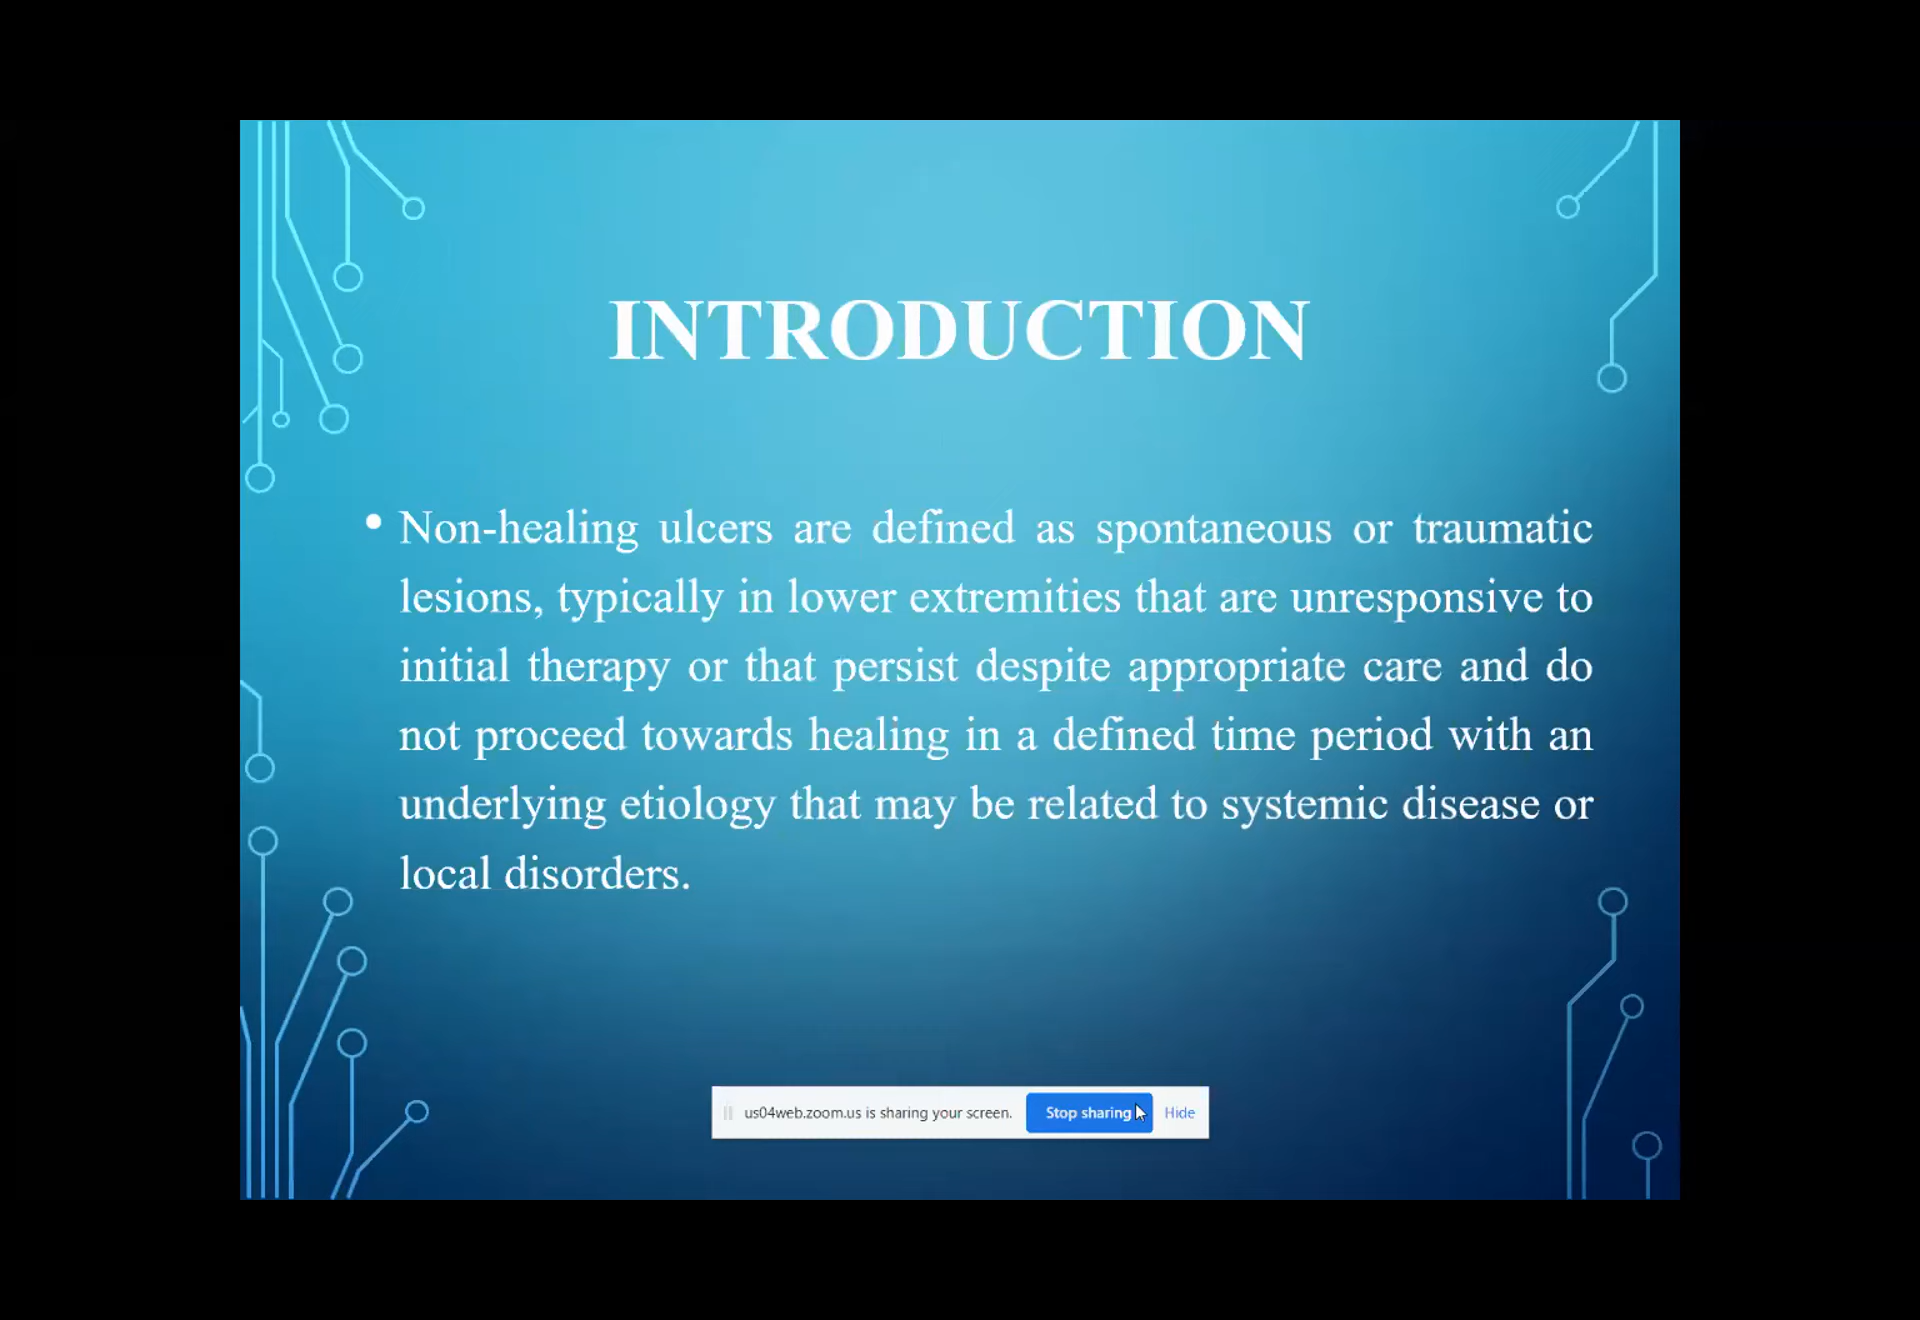 INTRODUCTION
• Non-healing ulcers are defined as spontaneous or traumatic
lesions, typically in lower extremities that are unresponsive to
initial therapy or that persist despite appropriate care and do
not proceed towards healing in a defined time period with an
underlying etiology that may be related to systemic disease or
local disorders.
us04web.zoom.us is sharing your screen. Stop sharing Hide